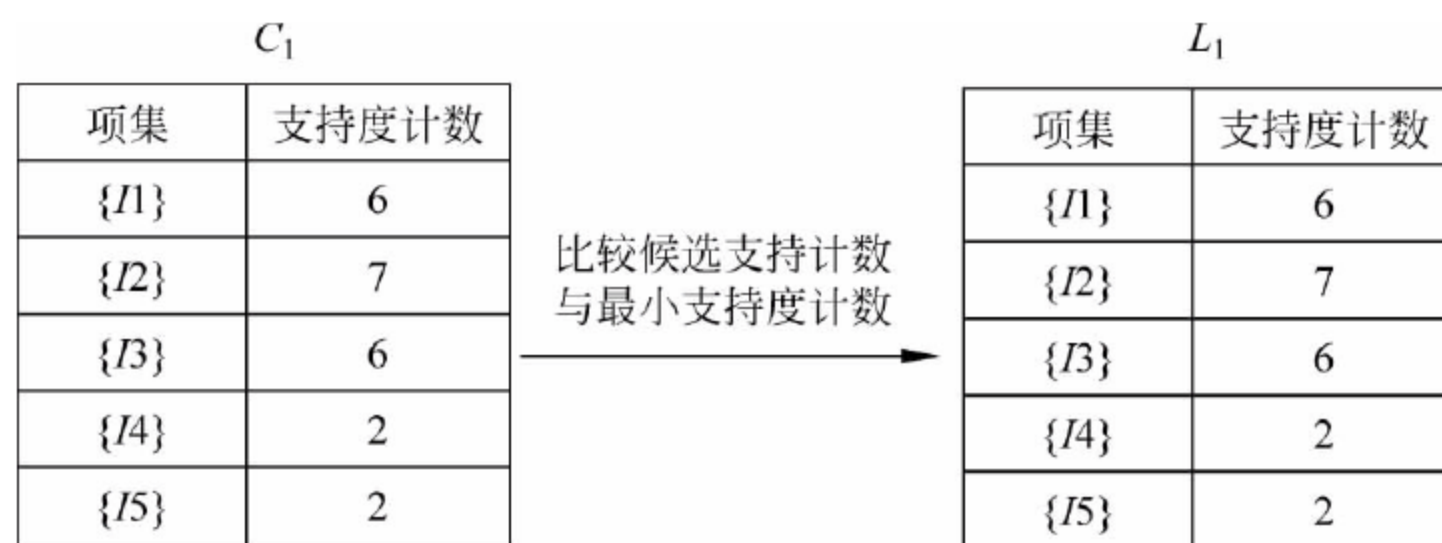 C₁
项集 支持度计数
{I1} 6
{I2} 7
{I3} 6
{I4} 2
{I5} 2
比较候选支持计数
与最小支持度计数
L₁
项集 支持度计数
{I1} 6
{I2} 7
{I3} 6
{I4} 2
{I5} 2